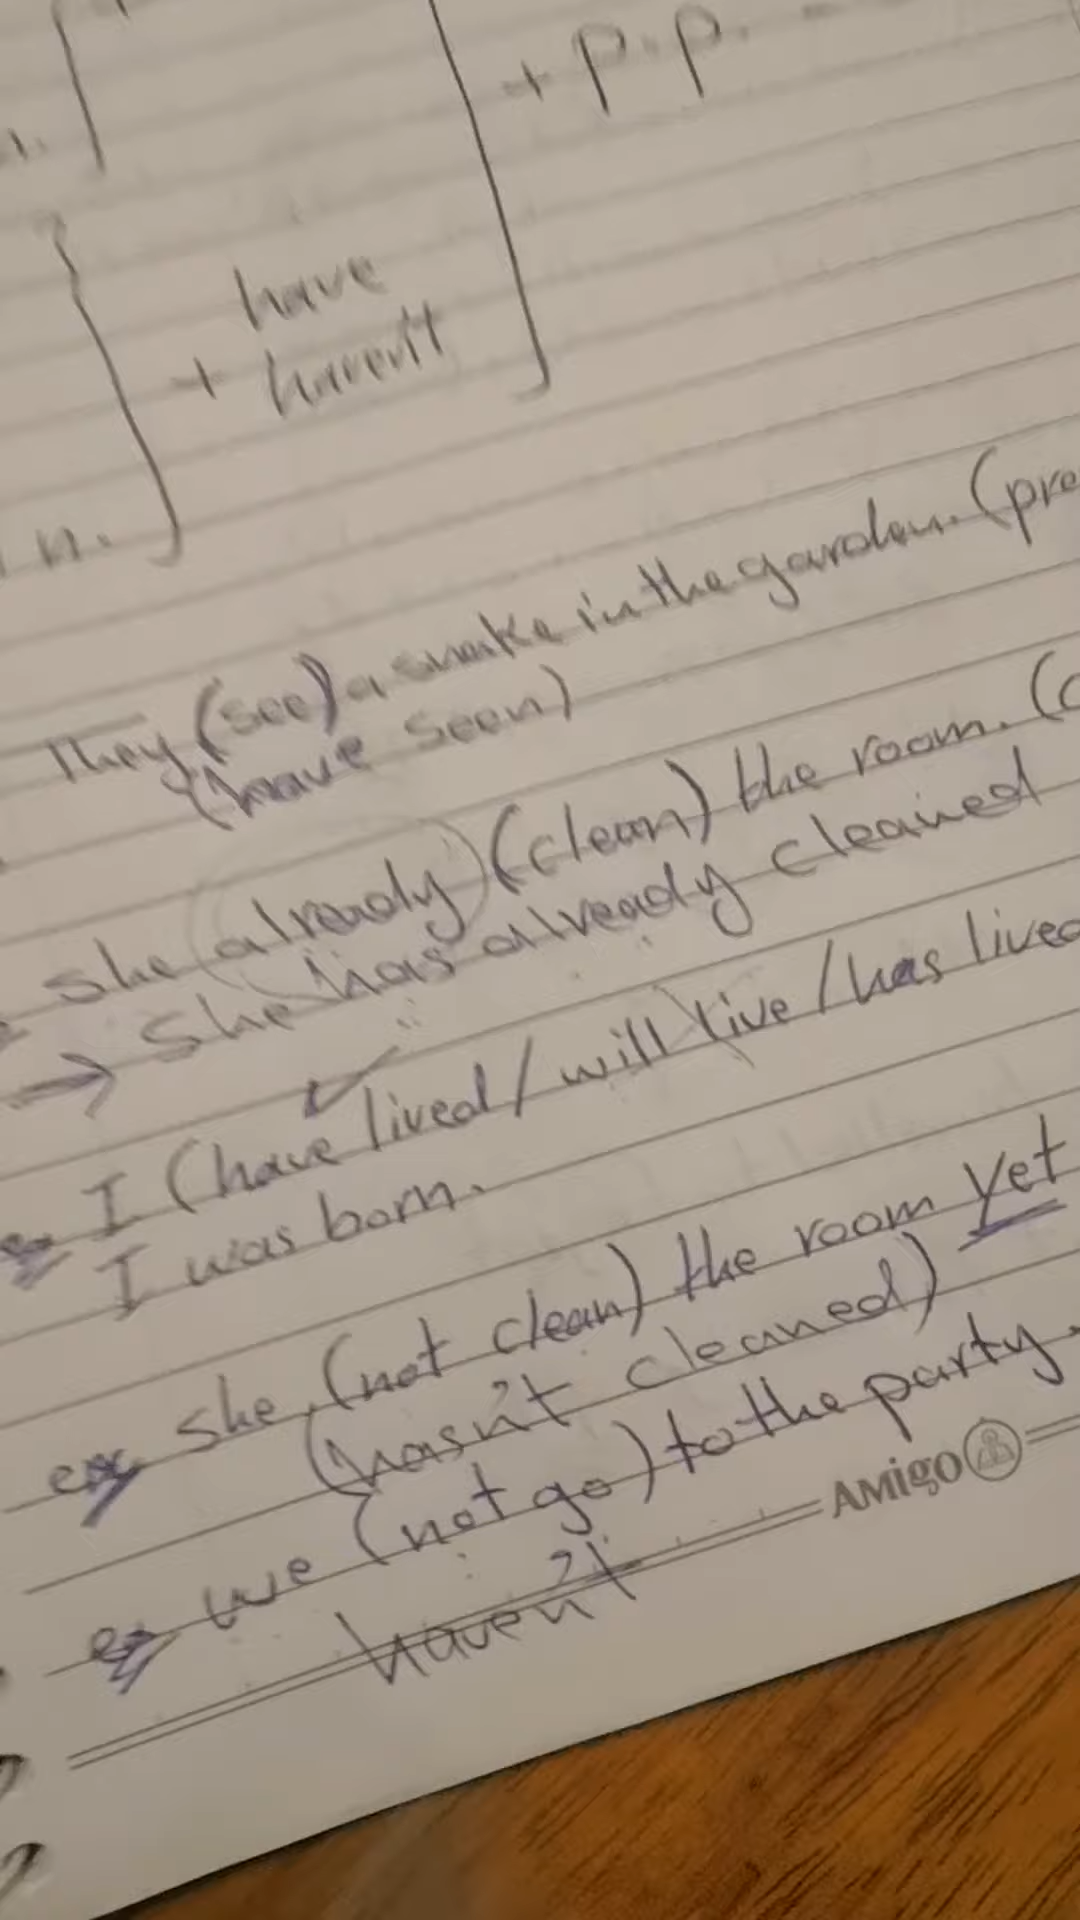 + P.P.
have
+ haven't
n.
They (see) a snake in the garden. (pre
(have seen)
she already (clean) the room. (c
→ she has already cleaned
I (have lived / will live / has lived
I was born.
ex she (not clean) the room yet
(hasn't cleaned)
ex we (not go) to the party.
haven't
AMigo